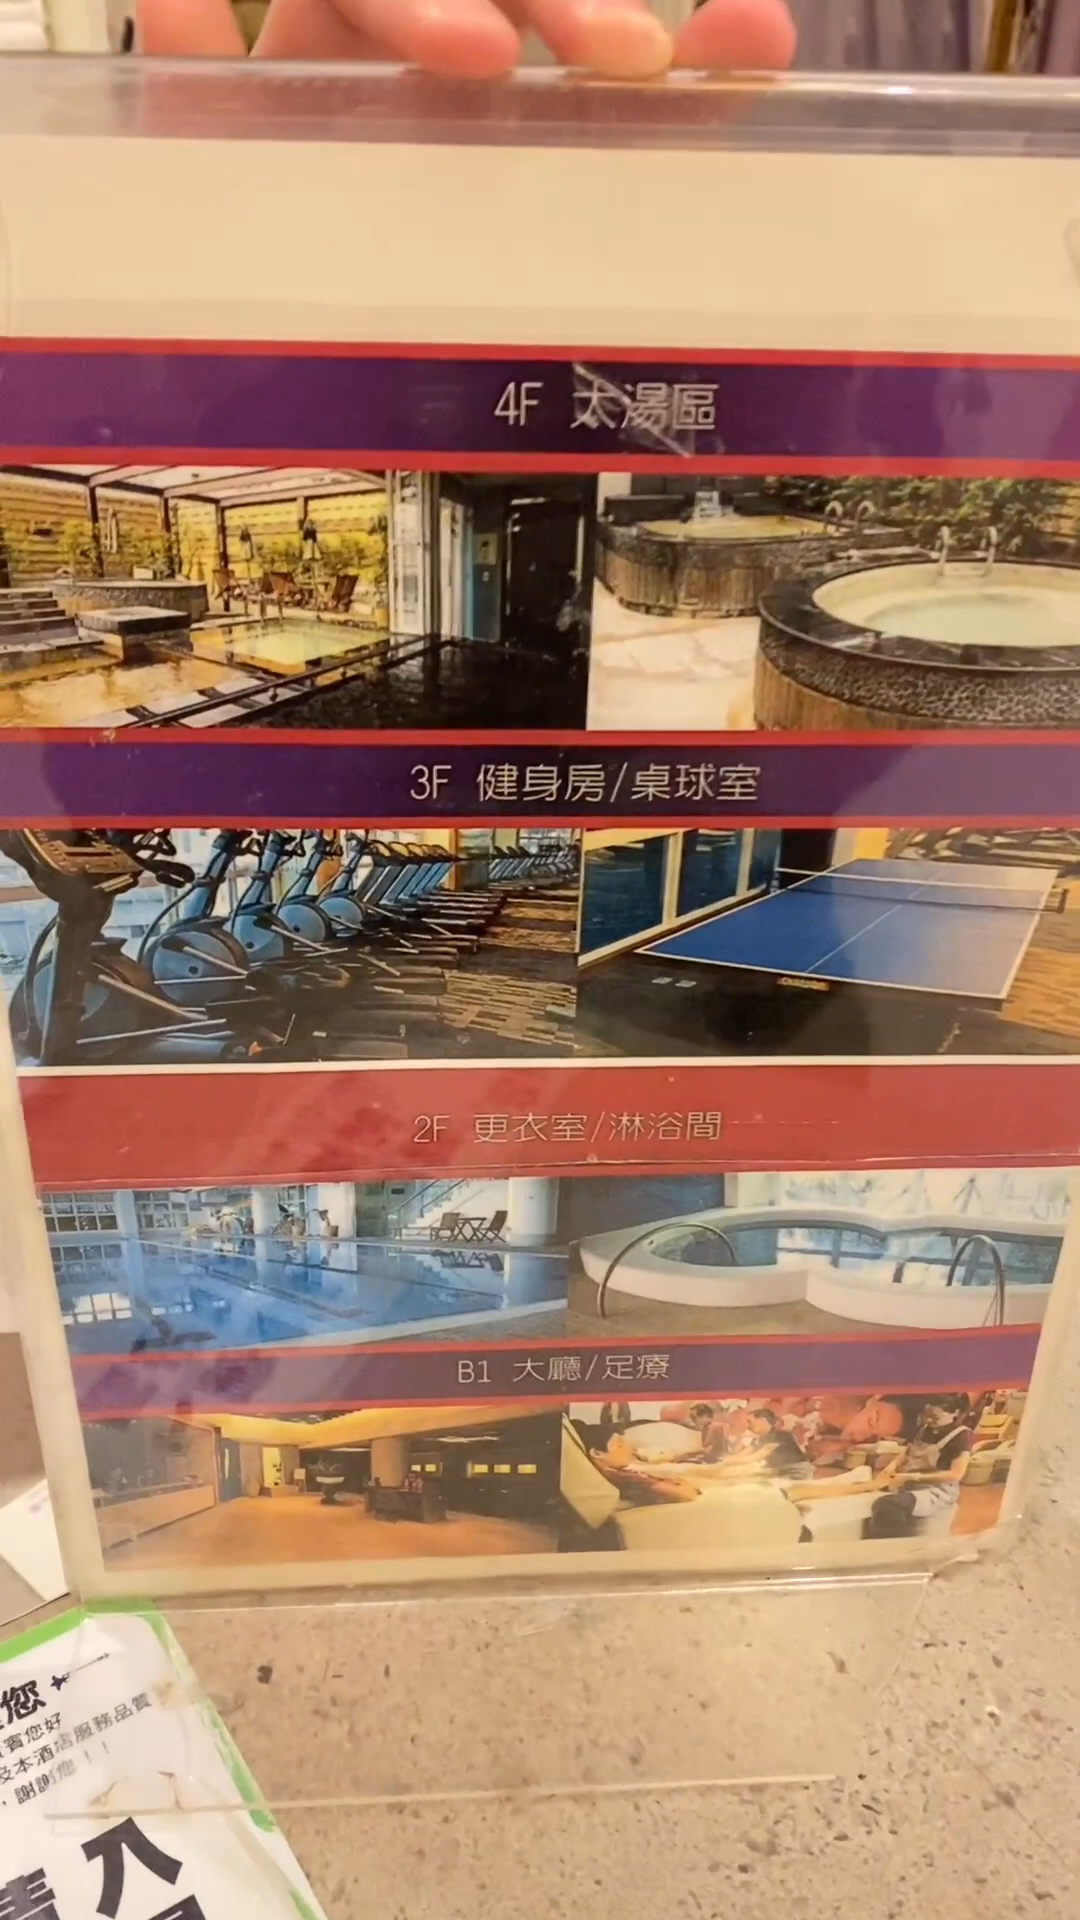 4F 大湯區
3F 健身房/桌球室
2F 更衣室/淋浴間
B1 大廳/足療
您
賓您好
及本酒店服務品質
，謝謝您！！